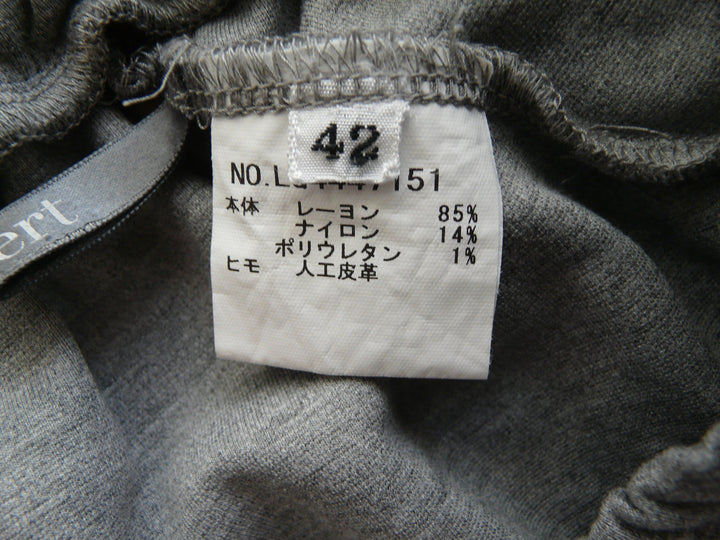 42
151
本体 レーヨン 85%
ナイロン 14%
ポリウレタン 1%
ヒモ 人工皮革